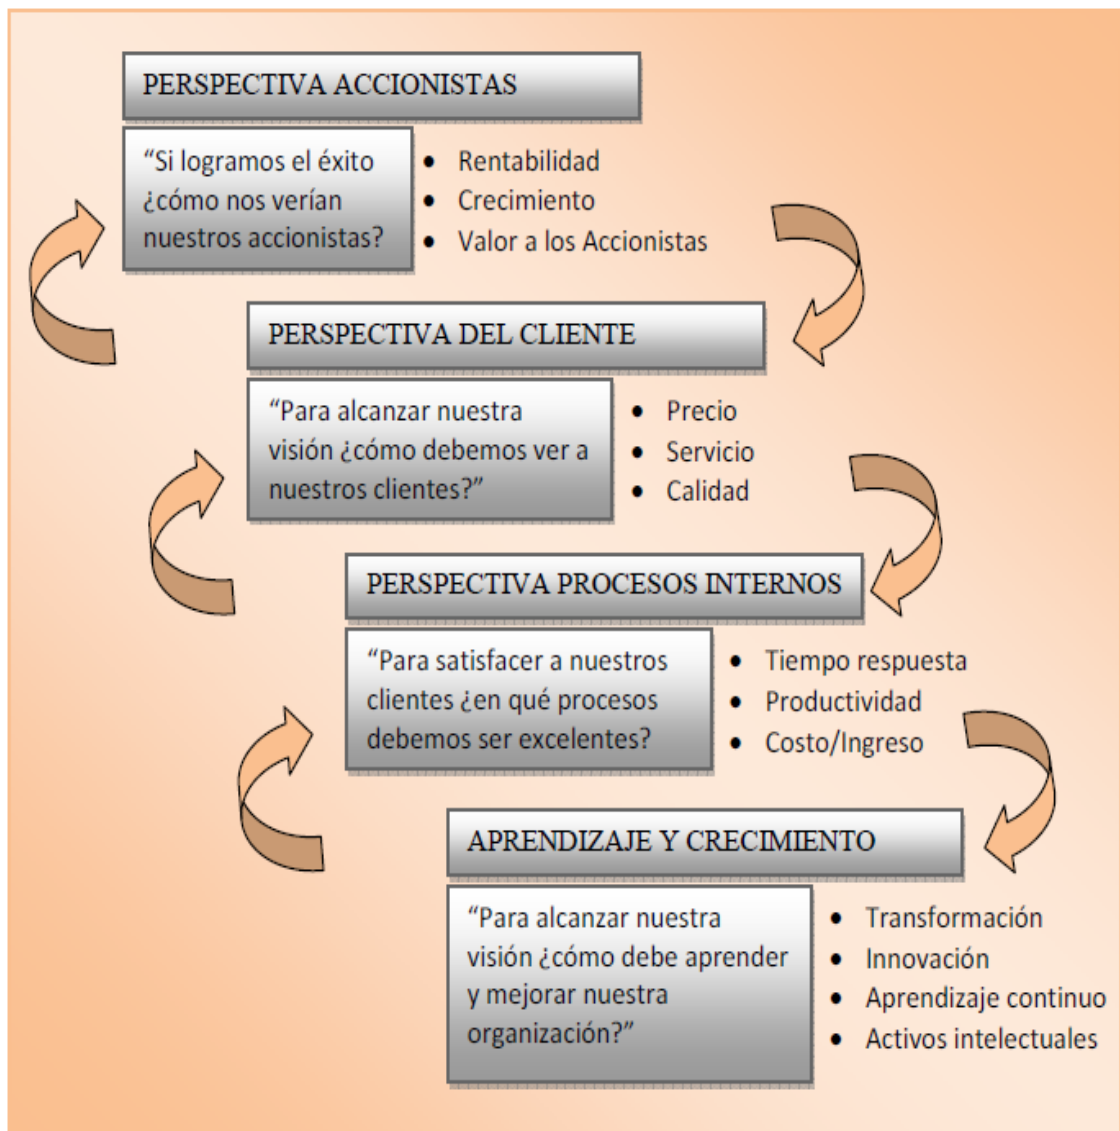 PERSPECTIVA ACCIONISTAS
“Si logramos el éxito
¿cómo nos verían
nuestros accionistas?
• Rentabilidad
• Crecimiento
• Valor a los Accionistas
PERSPECTIVA DEL CLIENTE
“Para alcanzar nuestra
visión ¿cómo debemos ver a
nuestros clientes?”
• Precio
• Servicio
• Calidad
PERSPECTIVA PROCESOS INTERNOS
“Para satisfacer a nuestros
clientes ¿en qué procesos
debemos ser excelentes?
• Tiempo respuesta
• Productividad
• Costo/Ingreso
APRENDIZAJE Y CRECIMIENTO
“Para alcanzar nuestra
visión ¿cómo debe aprender
y mejorar nuestra
organización?”
• Transformación
• Innovación
• Aprendizaje continuo
• Activos intelectuales